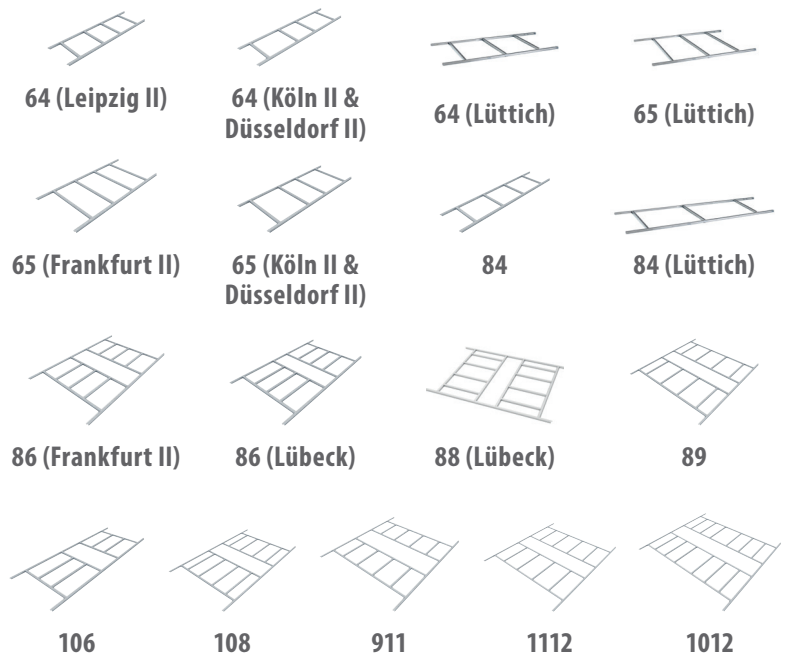 64 (Leipzig II)
64 (Köln II &
Düsseldorf II)
64 (Lüttich)
65 (Lüttich)
65 (Frankfurt II)
65 (Köln II &
Düsseldorf II)
84
84 (Lüttich)
86 (Frankfurt II)
86 (Lübeck)
88 (Lübeck)
89
106
108
911
1112
1012